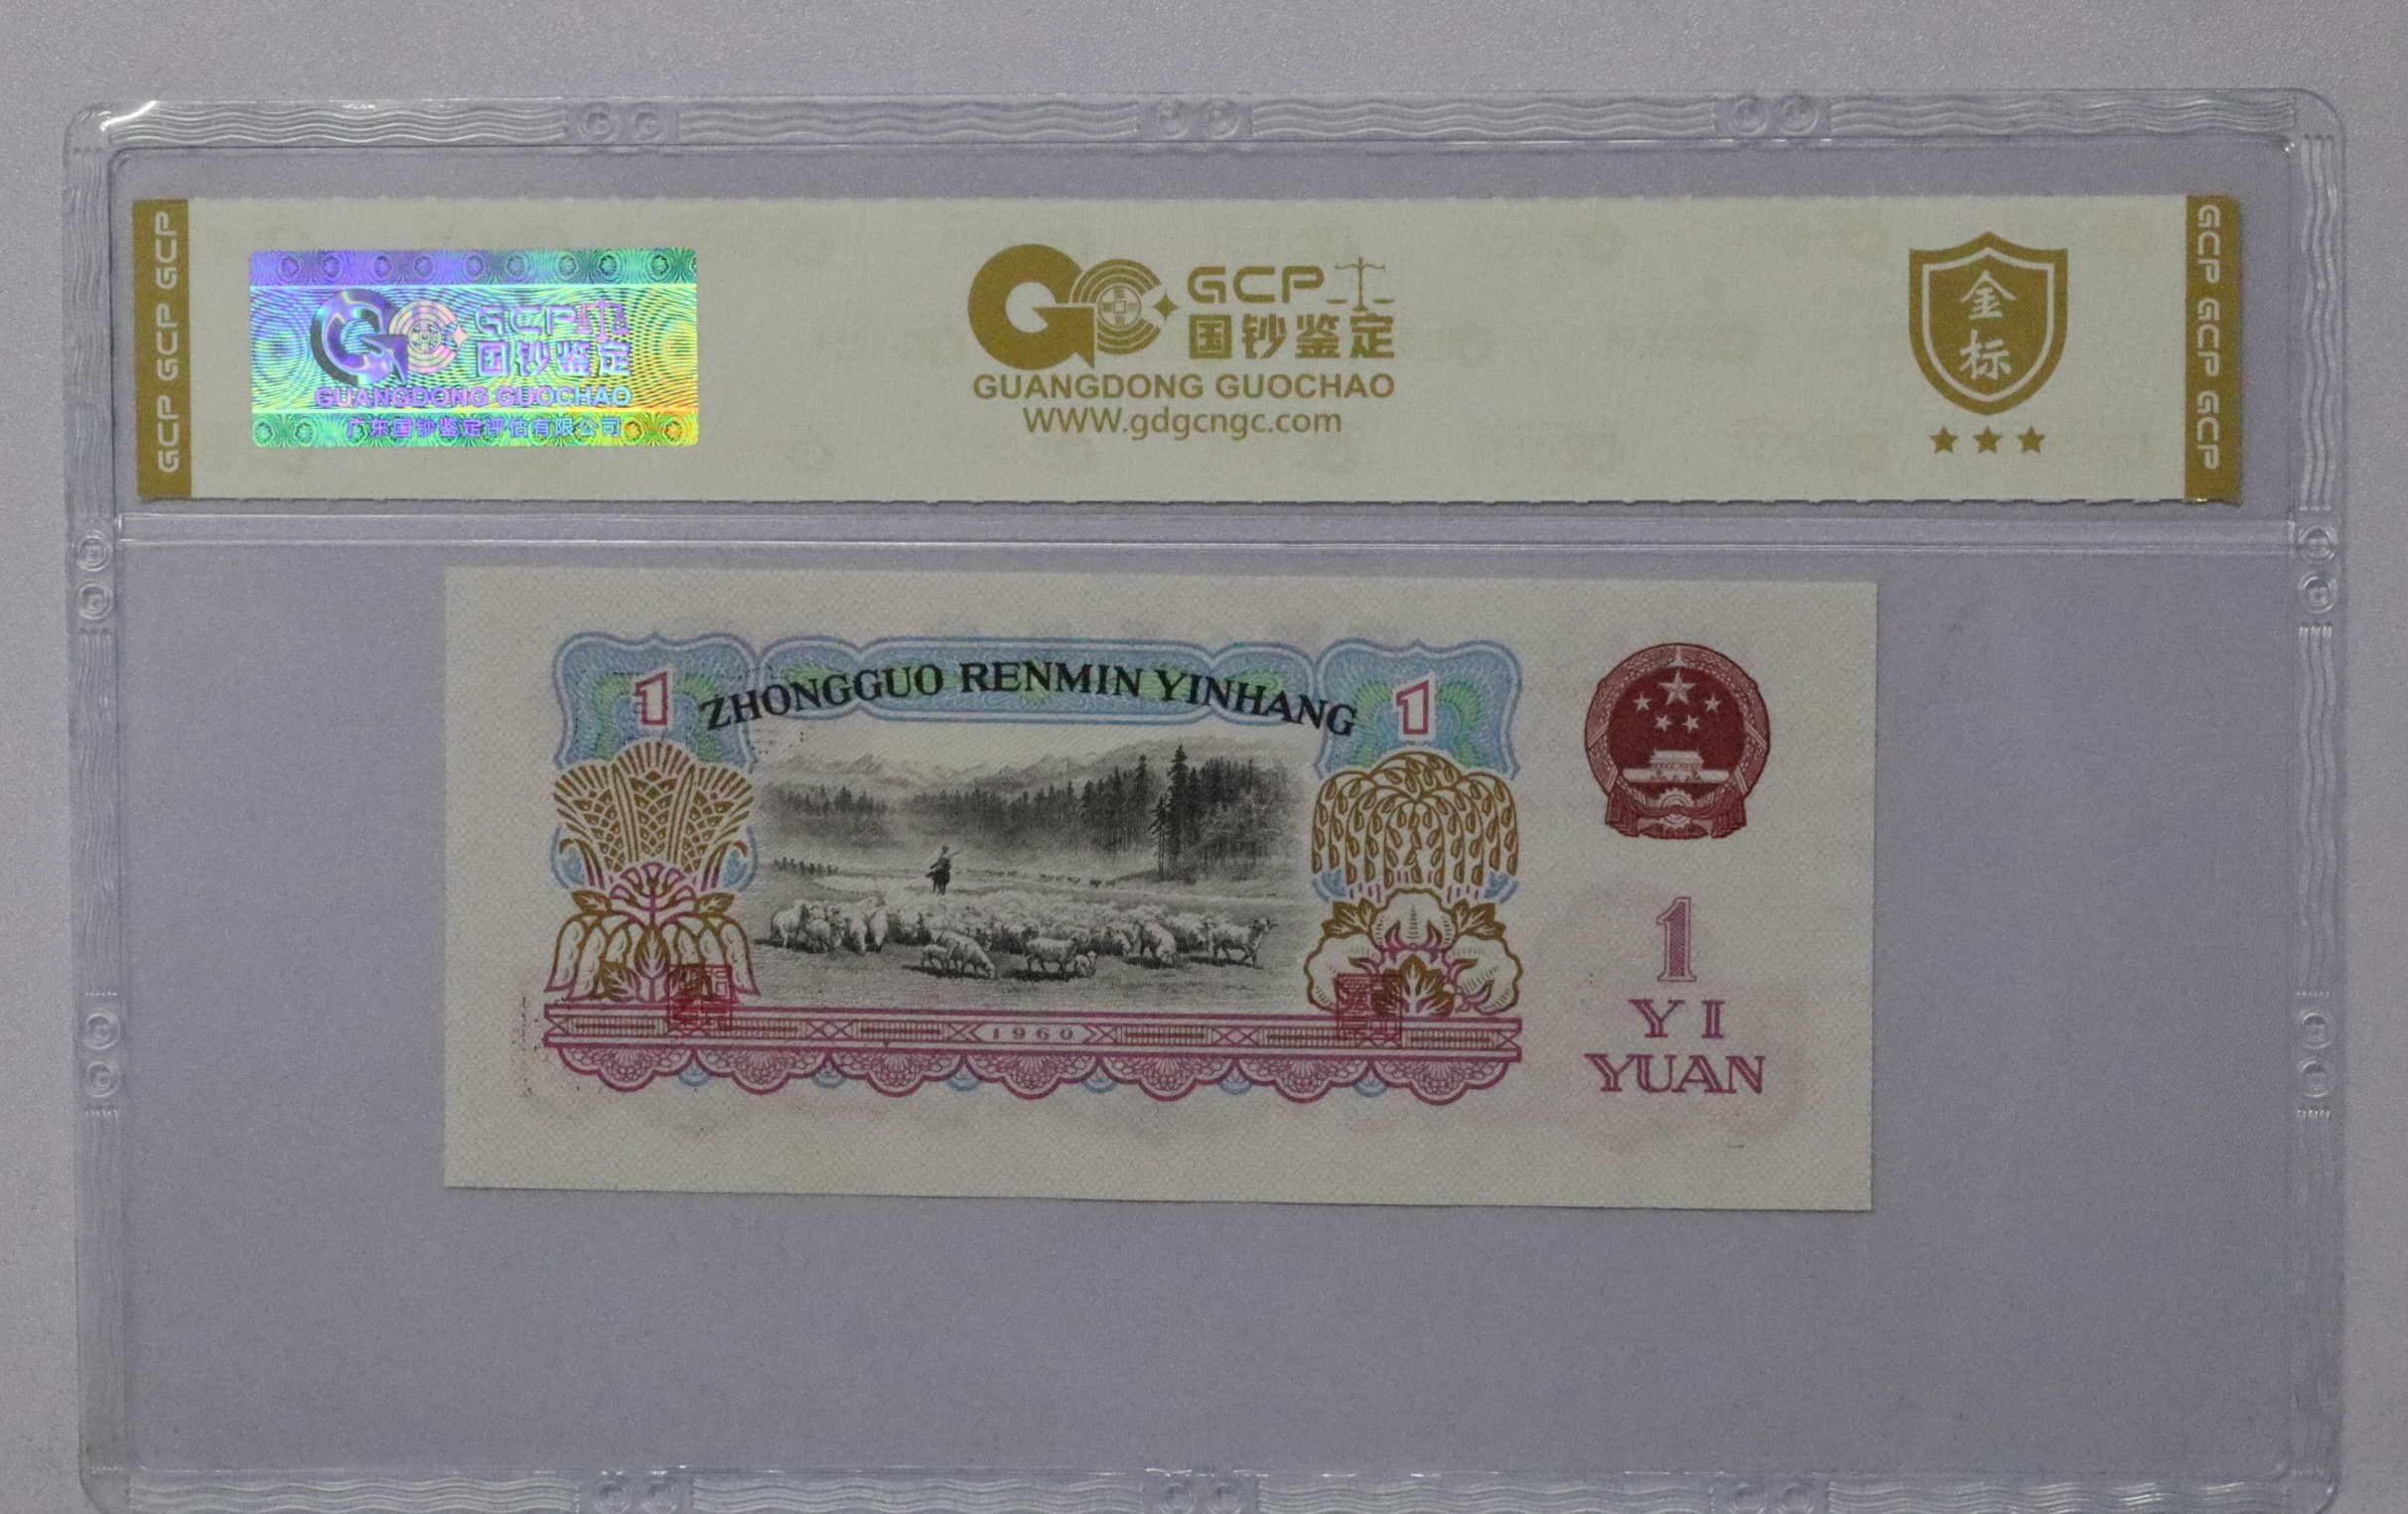 GCP GCP GCP
GCP
国钞鉴定
GUANGDONG GUOCHAO
广东国钞鉴定评估有限公司
GCP
国钞鉴定
GUANGDONG GUOCHAO
WWW.gdgcngc.com
金
标
GCP GCP GCP
1 ZHONGGUO RENMIN YINHANG 1
1
YI
YUAN
1960